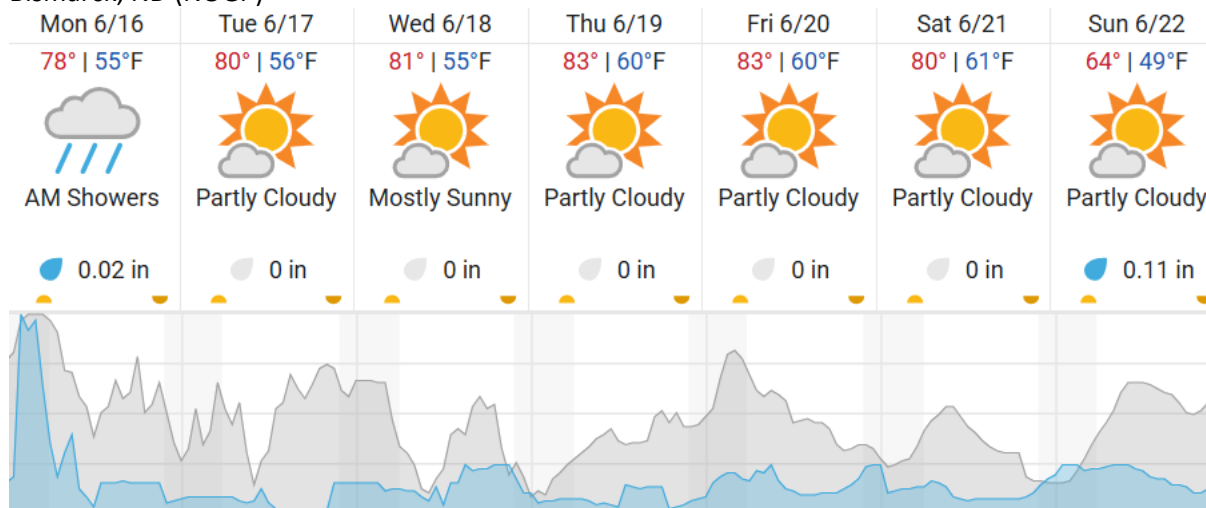 Mon 6/16 Tue 6/17 Wed 6/18 Thu 6/19 Fri 6/20 Sat 6/21 Sun 6/22
78° | 55°F 80° | 56°F 81° | 55°F 83° | 60°F 83° | 60°F 80° | 61°F 64° | 49°F
AM Showers Partly Cloudy Mostly Sunny Partly Cloudy Partly Cloudy Partly Cloudy Partly Cloudy
0.02 in 0 in 0 in 0 in 0 in 0 in 0.11 in